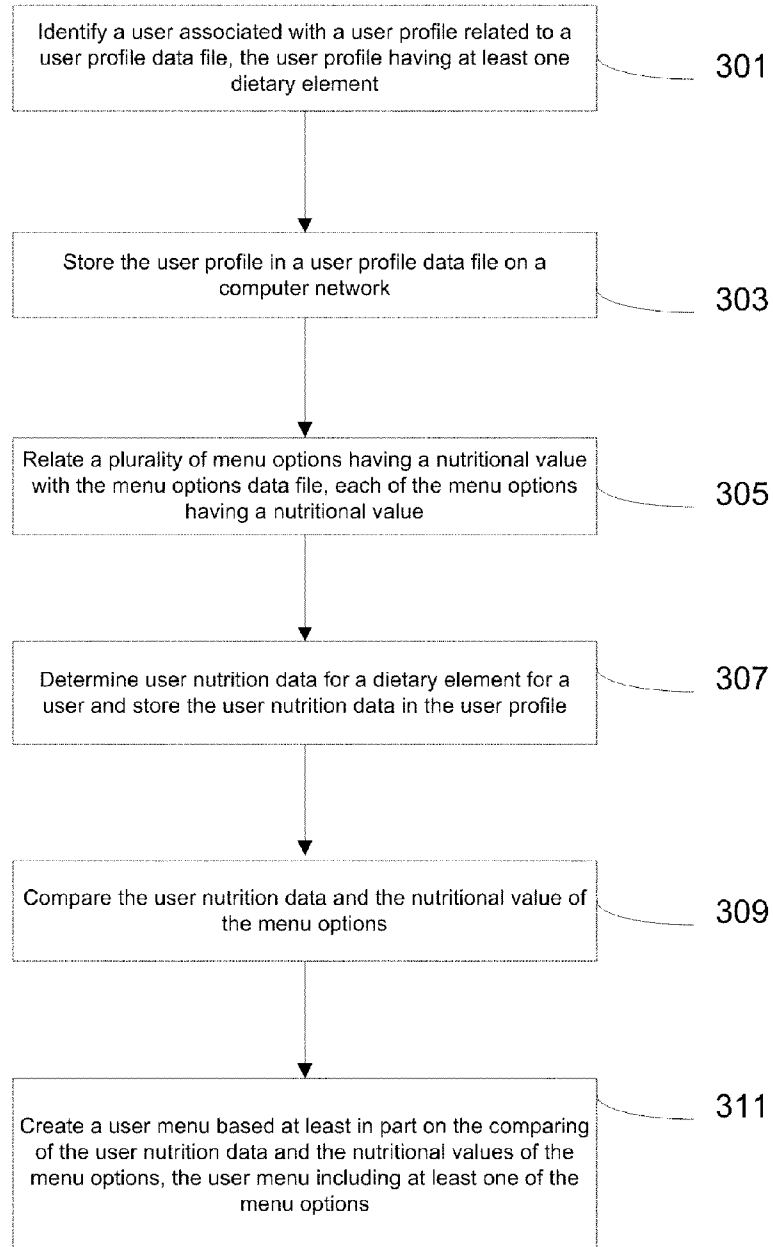 Identify a user associated with a user profile related to a
user profile data file, the user profile having at least one
dietary element
301
Store the user profile in a user profile data file on a
computer network
303
Relate a plurality of menu options having a nutritional value
with the menu options data file, each of the menu options
having a nutritional value
305
Determine user nutrition data for a dietary element for a
user and store the user nutrition data in the user profile
307
Compare the user nutrition data and the nutritional value of
the menu options
309
Create a user menu based at least in part on the comparing
of the user nutrition data and the nutritional values of the
menu options, the user menu including at least one of the
menu options
311